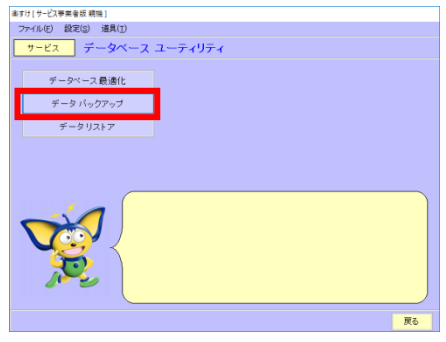 楽すけ [ サービス事業者版 親機 ]
ファイル(F) 設定(S) 道具(T)
サービス データベース ユーティリティ
データベース最適化
データ バックアップ
データ リストア
戻る